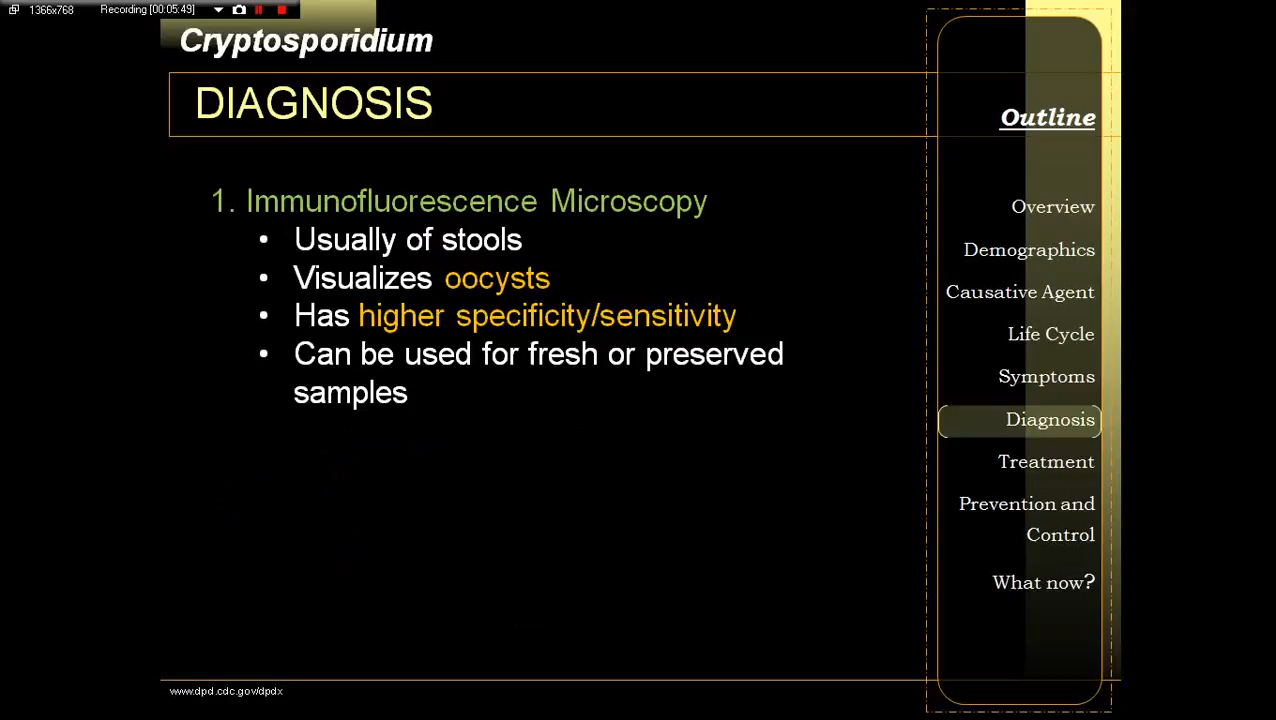 1366x768
Recording [00:05:49]
Cryptosporidium
DIAGNOSIS
1. Immunofluorescence Microscopy
• Usually of stools
• Visualizes oocysts
• Has higher specificity/sensitivity
• Can be used for fresh or preserved
samples
www.dpd.cdc.gov/dpdx
Outline
Overview
Demographics
Causative Agent
Life Cycle
Symptoms
Diagnosis
Treatment
Prevention and
Control
What now?